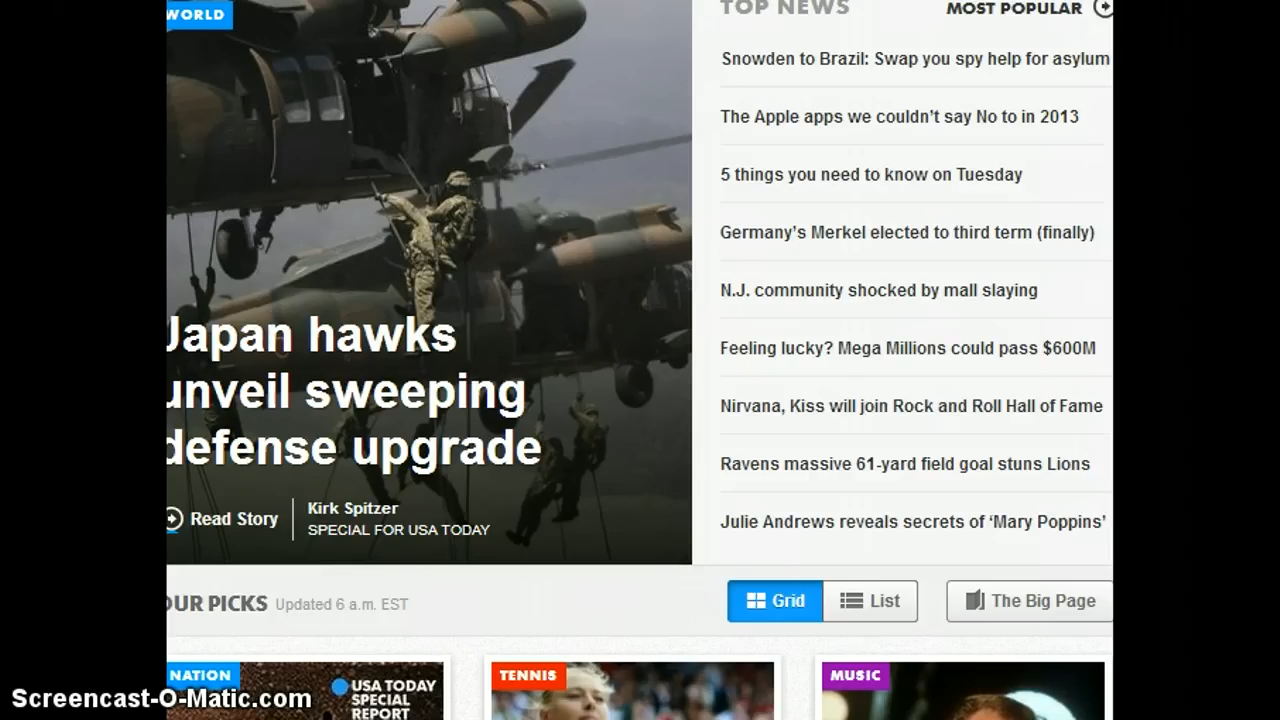 WORLD
TOP NEWS
MOST POPULAR
Snowden to Brazil: Swap you spy help for asylum
The Apple apps we couldn't say No to in 2013
5 things you need to know on Tuesday
Germany's Merkel elected to third term (finally)
N.J. community shocked by mall slaying
Feeling lucky? Mega Millions could pass $600M
Nirvana, Kiss will join Rock and Roll Hall of Fame
Ravens massive 61-yard field goal stuns Lions
Julie Andrews reveals secrets of ‘Mary Poppins’
Japan hawks
unveil sweeping
defense upgrade
Read Story
Kirk Spitzer
SPECIAL FOR USA TODAY
OUR PICKS Updated 6 a.m. EST
Grid
List
The Big Page
NATION
USA TODAY
SPECIAL
REPORT
TENNIS
MUSIC
Screencast-O-Matic.com